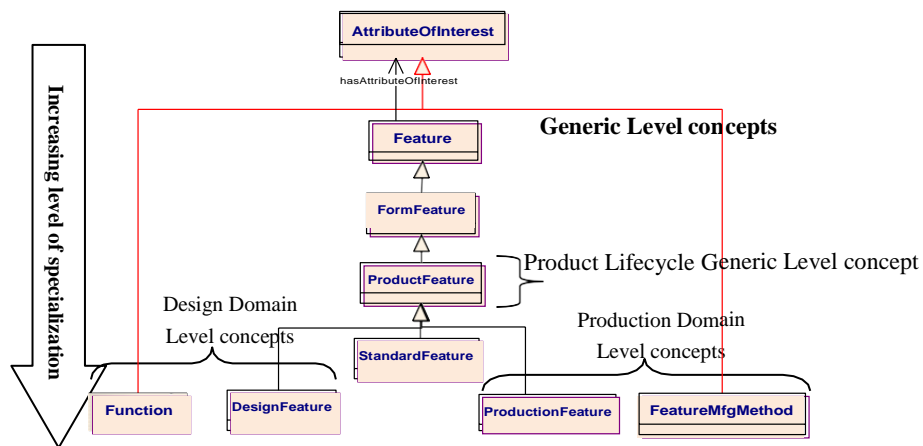 AttributeOfInterest
hasAttributeOfInterest
Generic Level concepts
Feature
FormFeature
Product Lifecycle Generic Level concept
ProductFeature
Increasing level of specialization
Design Domain
Level concepts
Production Domain
Level concepts
StandardFeature
Function
DesignFeature
ProductionFeature
FeatureMfgMethod